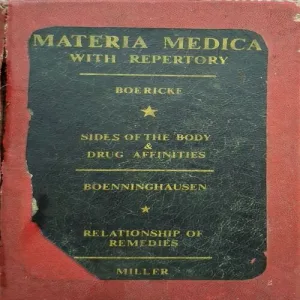 MATERIA MEDICA
WITH REPERTORY
BOERICKE
SIDES OF THE BODY
&
DRUG AFFINITIES
BOENNINGHAUSEN
RELATIONSHIP OF
REMEDIES
MILLER